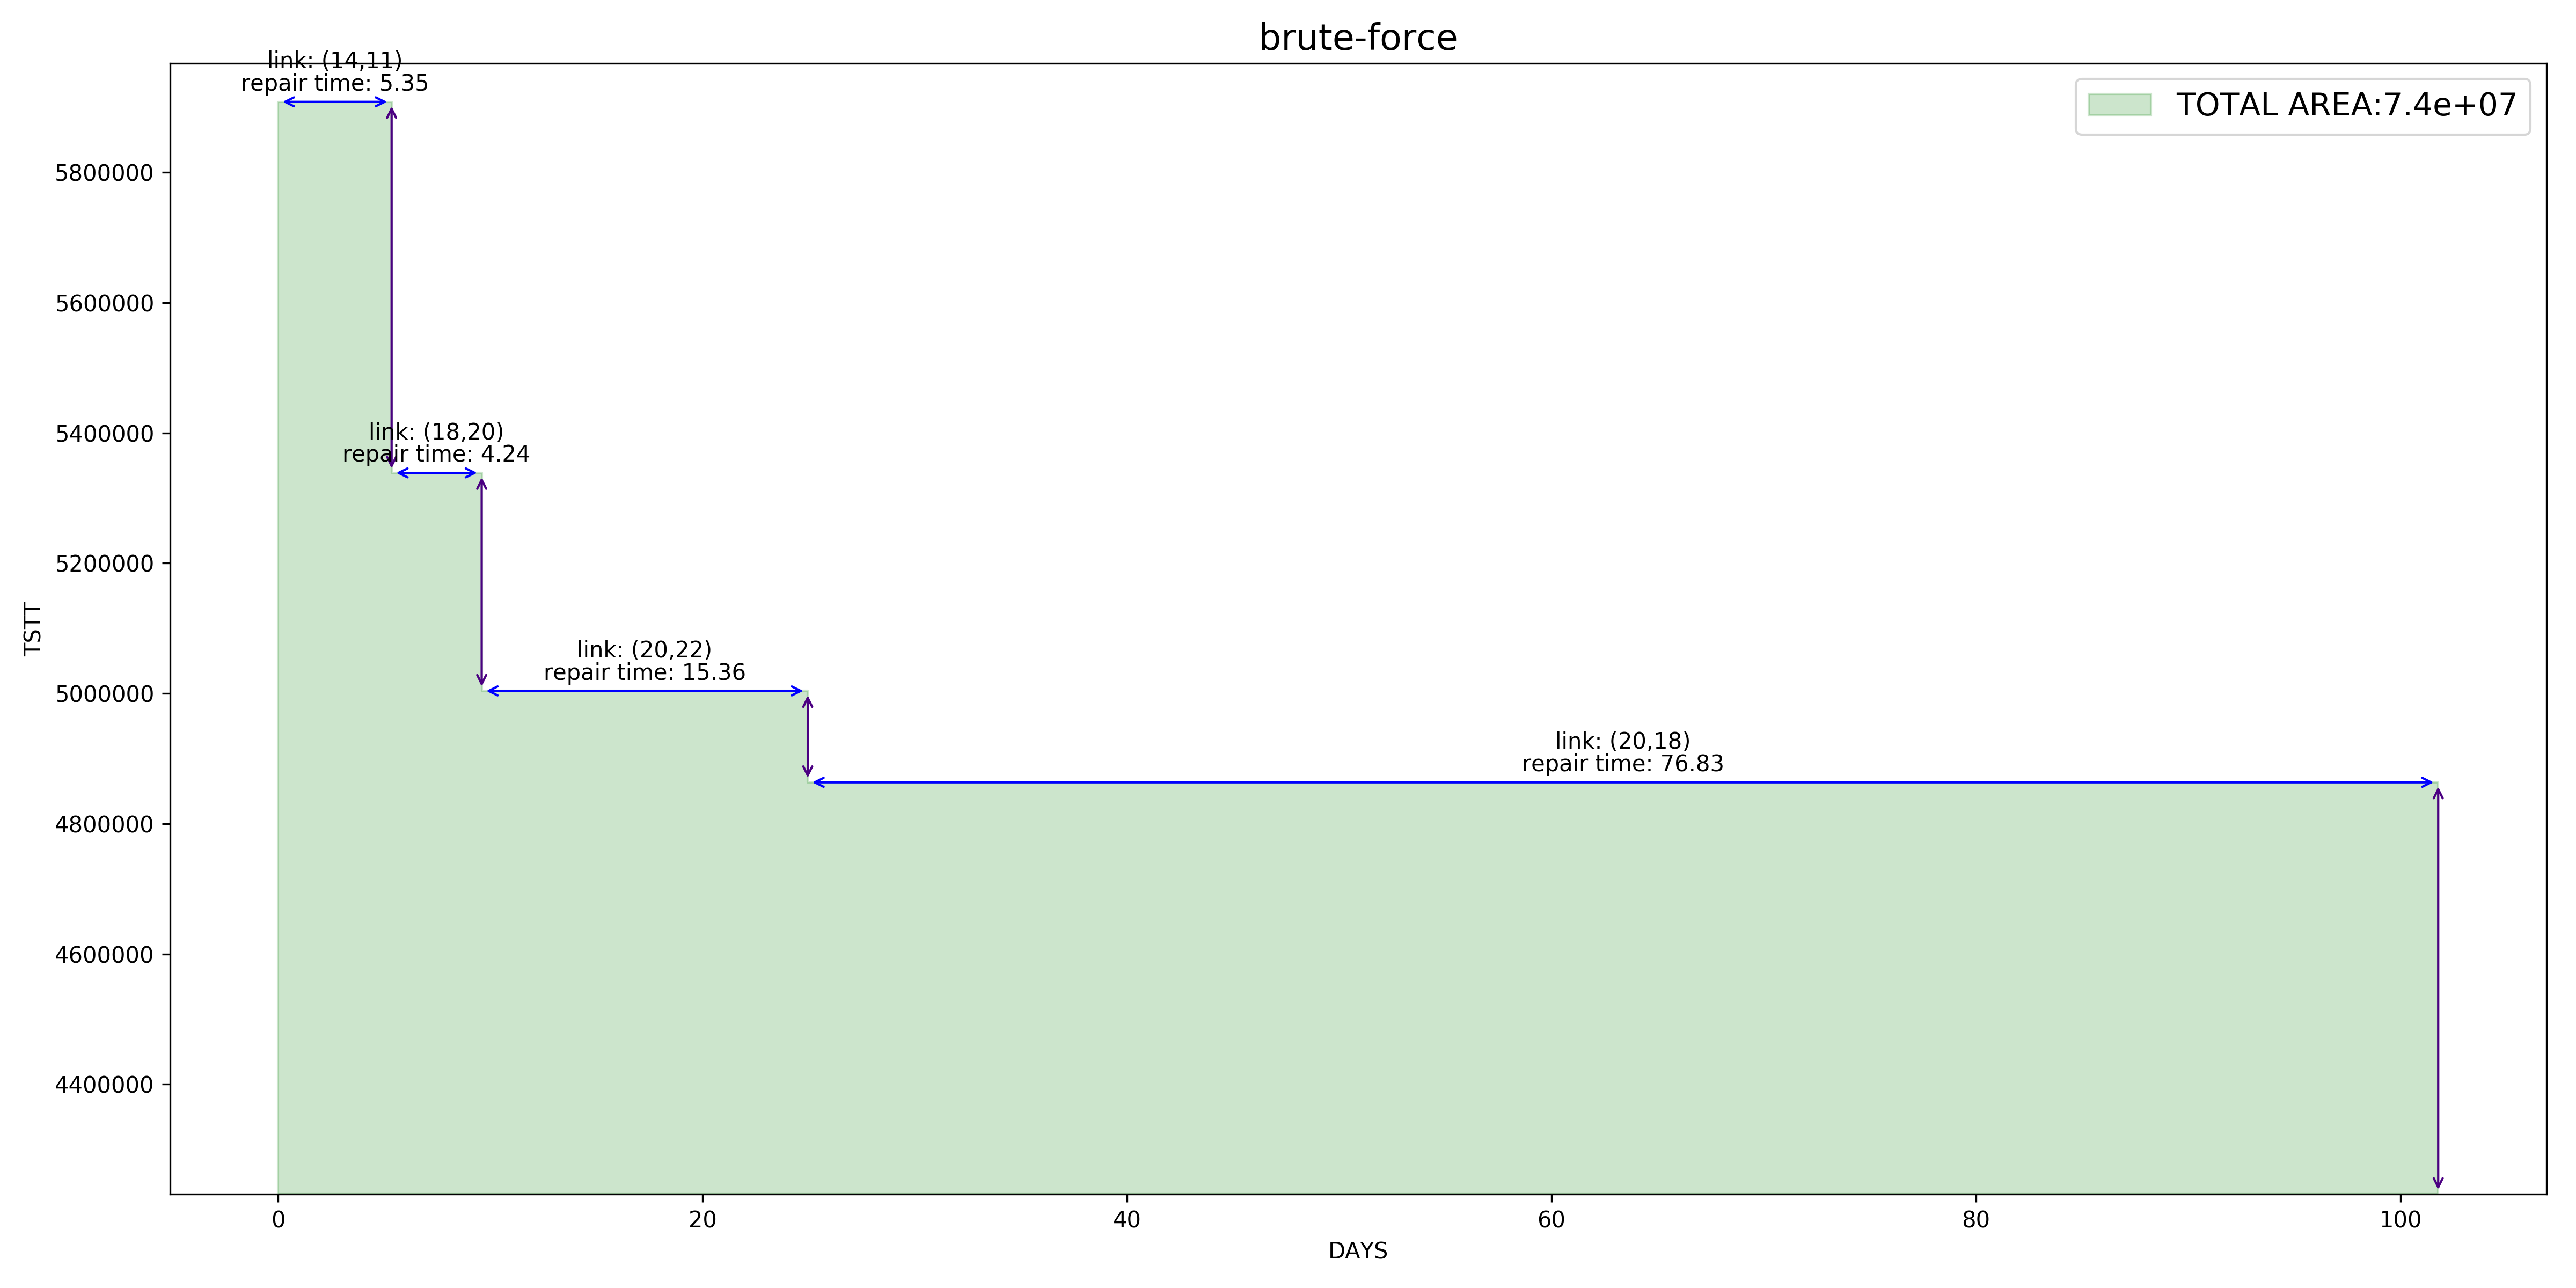 brute-force
link: (14,11)
repair time: 5.35
TOTAL AREA:7.4e+07
5800000
5600000
5400000
link: (18,20)
repair time: 4.24
5200000
TSTT
link: (20,22)
repair time: 15.36
5000000
link: (20,18)
repair time: 76.83
4800000
4600000
4400000
0 20 40 60 80 100
DAYS